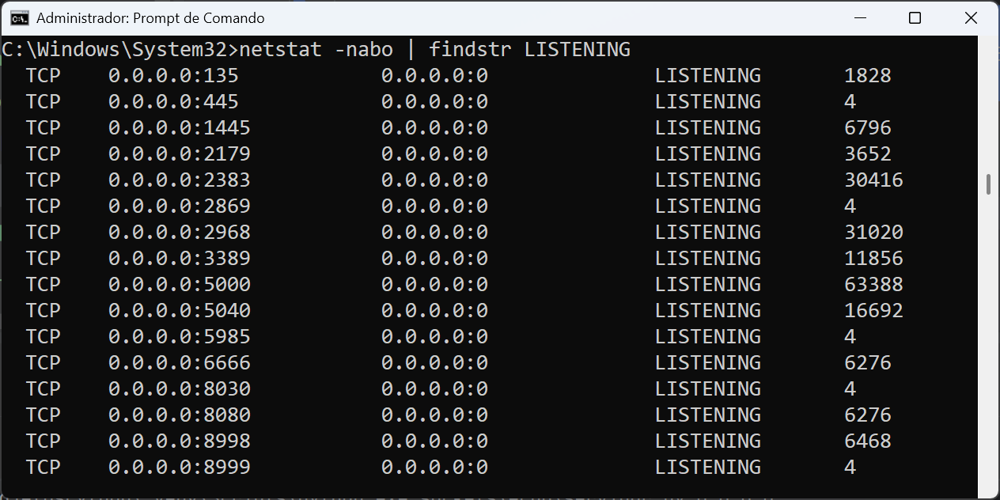 Administrador: Prompt de Comando
C:\Windows\System32>netstat -nabo | findstr LISTENING
TCP 0.0.0.0:135 0.0.0.0:0 LISTENING 1828
TCP 0.0.0.0:445 0.0.0.0:0 LISTENING 4
TCP 0.0.0.0:1445 0.0.0.0:0 LISTENING 6796
TCP 0.0.0.0:2179 0.0.0.0:0 LISTENING 3652
TCP 0.0.0.0:2383 0.0.0.0:0 LISTENING 30416
TCP 0.0.0.0:2869 0.0.0.0:0 LISTENING 4
TCP 0.0.0.0:2968 0.0.0.0:0 LISTENING 31020
TCP 0.0.0.0:3389 0.0.0.0:0 LISTENING 11856
TCP 0.0.0.0:5000 0.0.0.0:0 LISTENING 63388
TCP 0.0.0.0:5040 0.0.0.0:0 LISTENING 16692
TCP 0.0.0.0:5985 0.0.0.0:0 LISTENING 4
TCP 0.0.0.0:6666 0.0.0.0:0 LISTENING 6276
TCP 0.0.0.0:8030 0.0.0.0:0 LISTENING 4
TCP 0.0.0.0:8080 0.0.0.0:0 LISTENING 6276
TCP 0.0.0.0:8998 0.0.0.0:0 LISTENING 6468
TCP 0.0.0.0:8999 0.0.0.0:0 LISTENING 4